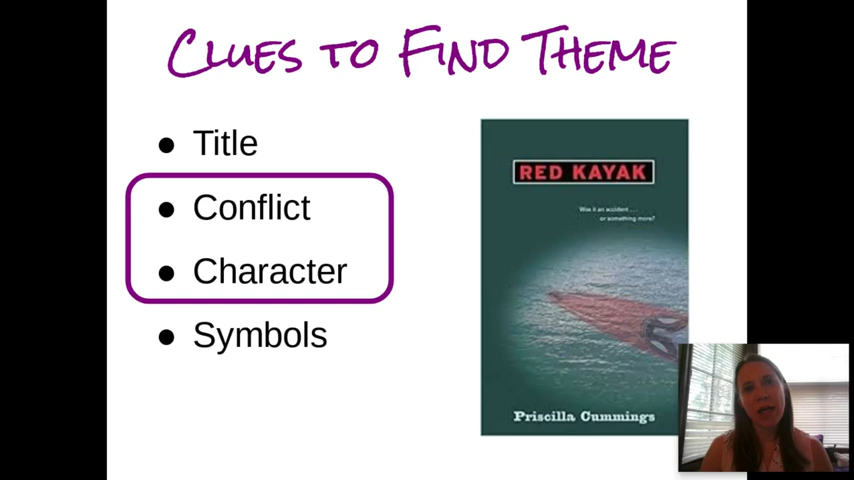 Clues to Find Theme
● Title
● Conflict
● Character
● Symbols
RED KAYAK
Was it an accident...
or something more?
Priscilla Cummings